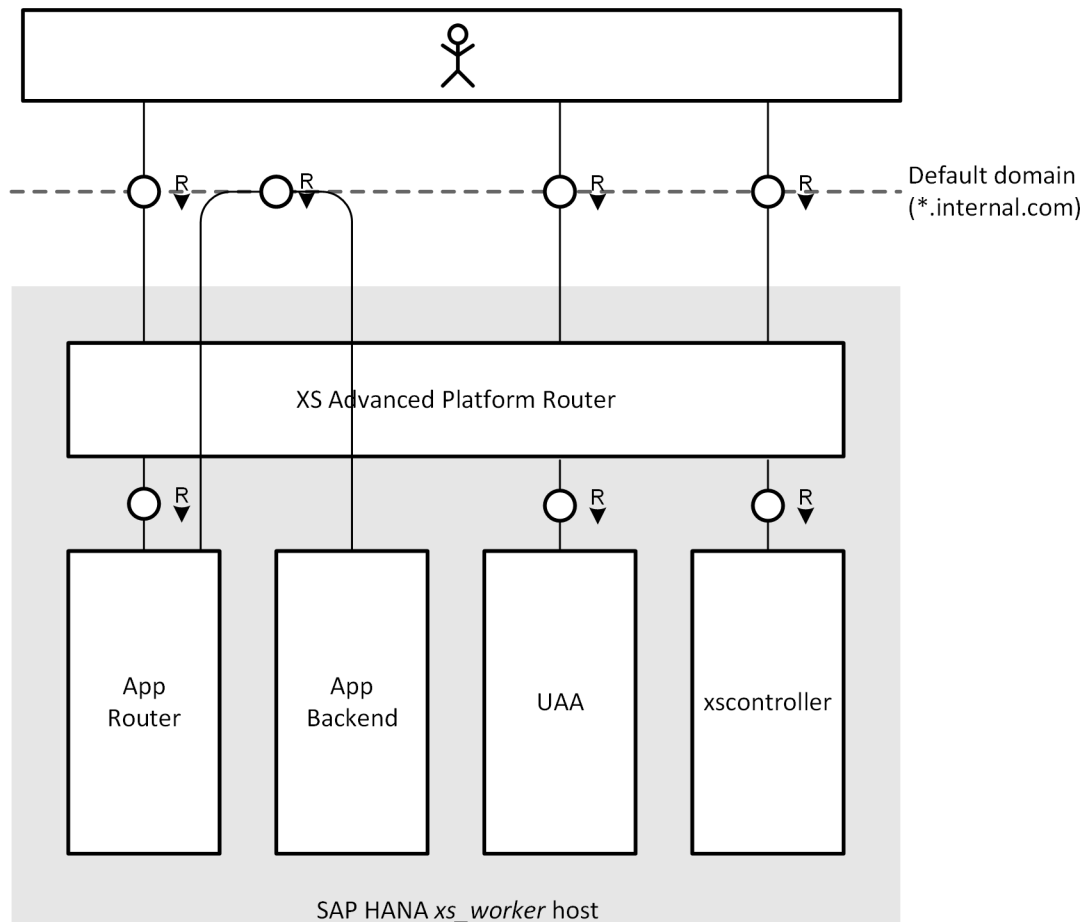 R R R R
Default domain
(*.internal.com)
XS Advanced Platform Router
R R R
App
Router
App
Backend
UAA
xscontroller
SAP HANA xs_worker host